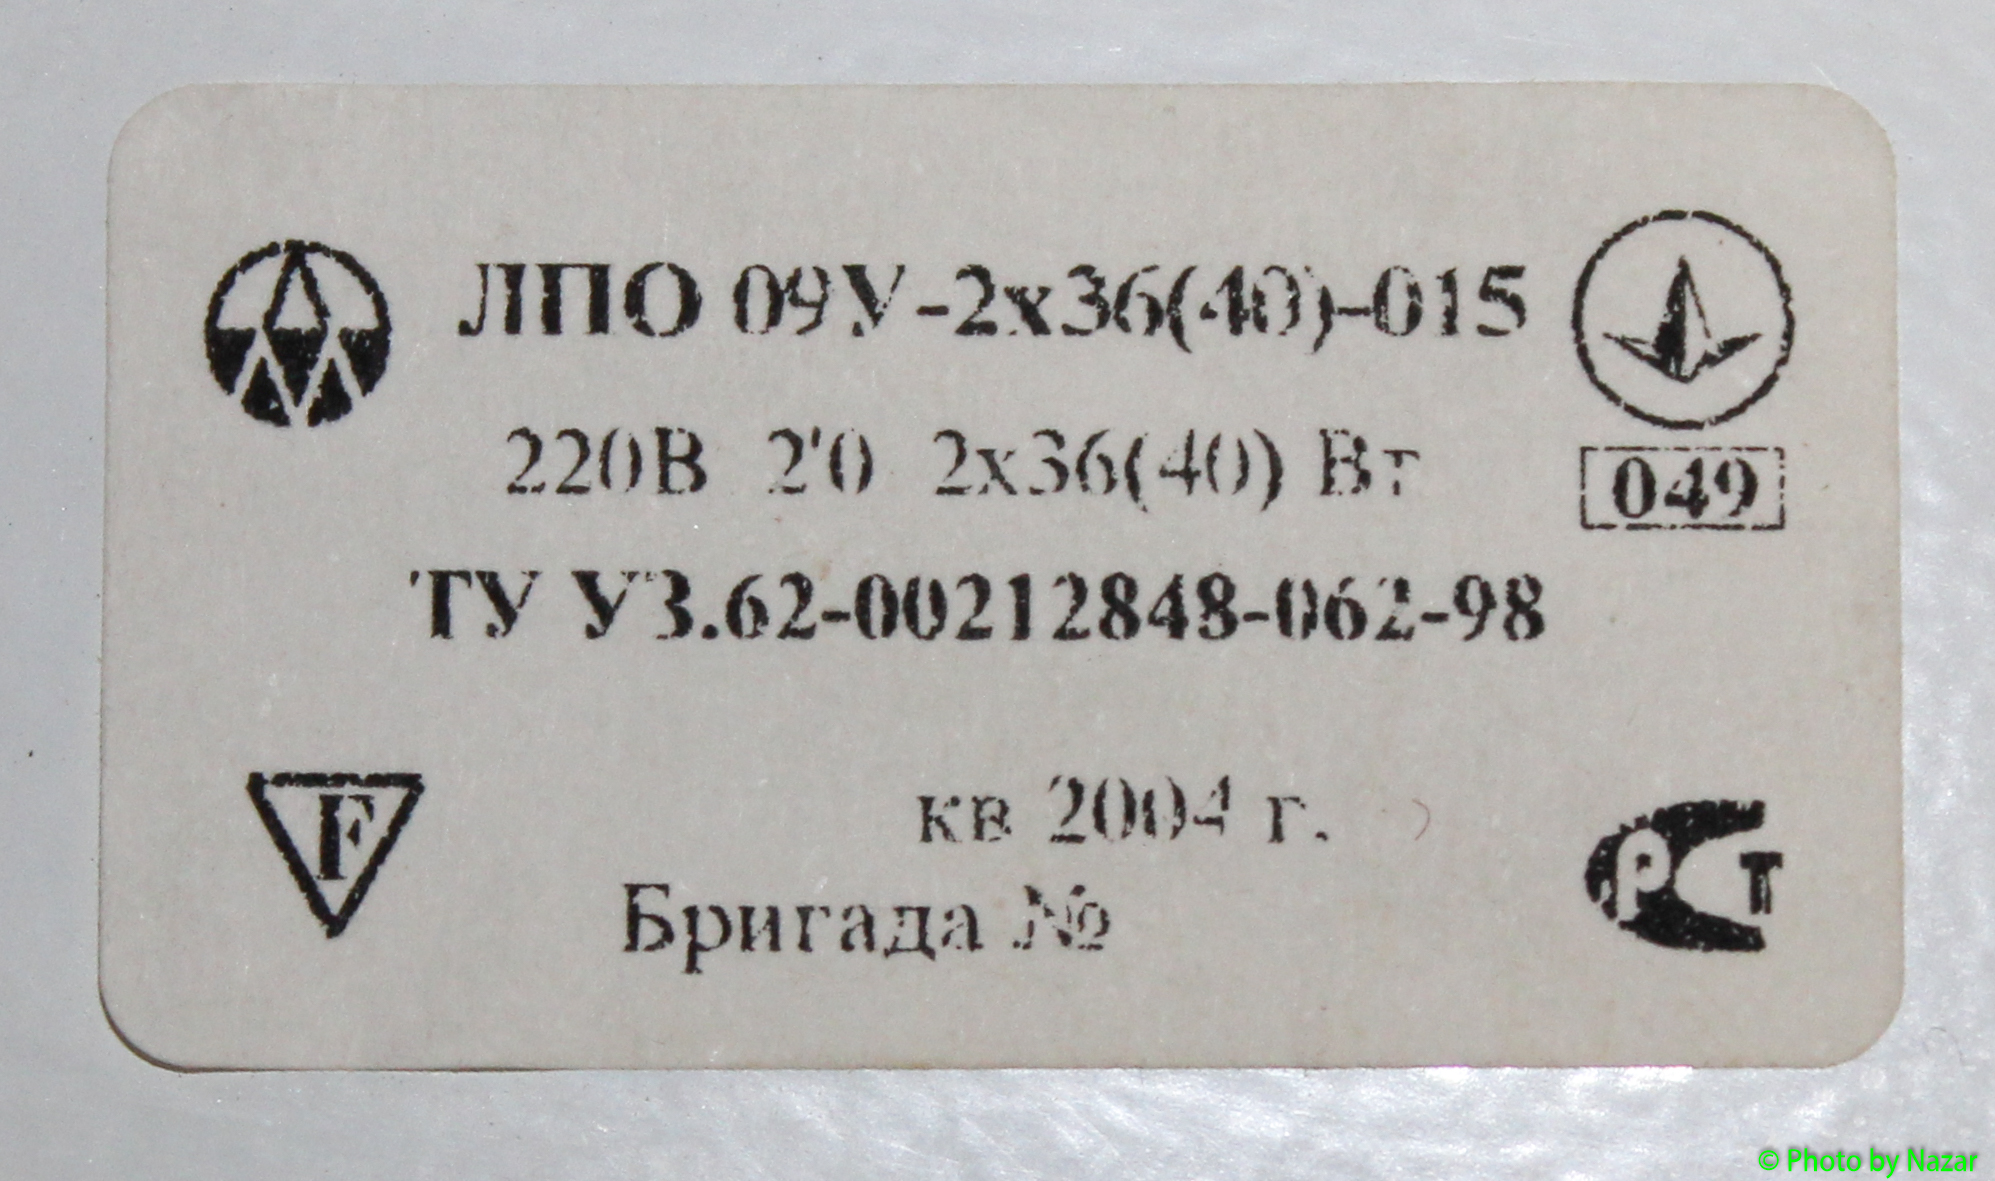 ЛПО 09У-2х36(40)-015
220В 2'0 2х36(40) Вт
049
ТУ У3.62-00212848-062-98
F
кв 2004 г.
Бригада №
РСТ
© Photo by Nazar